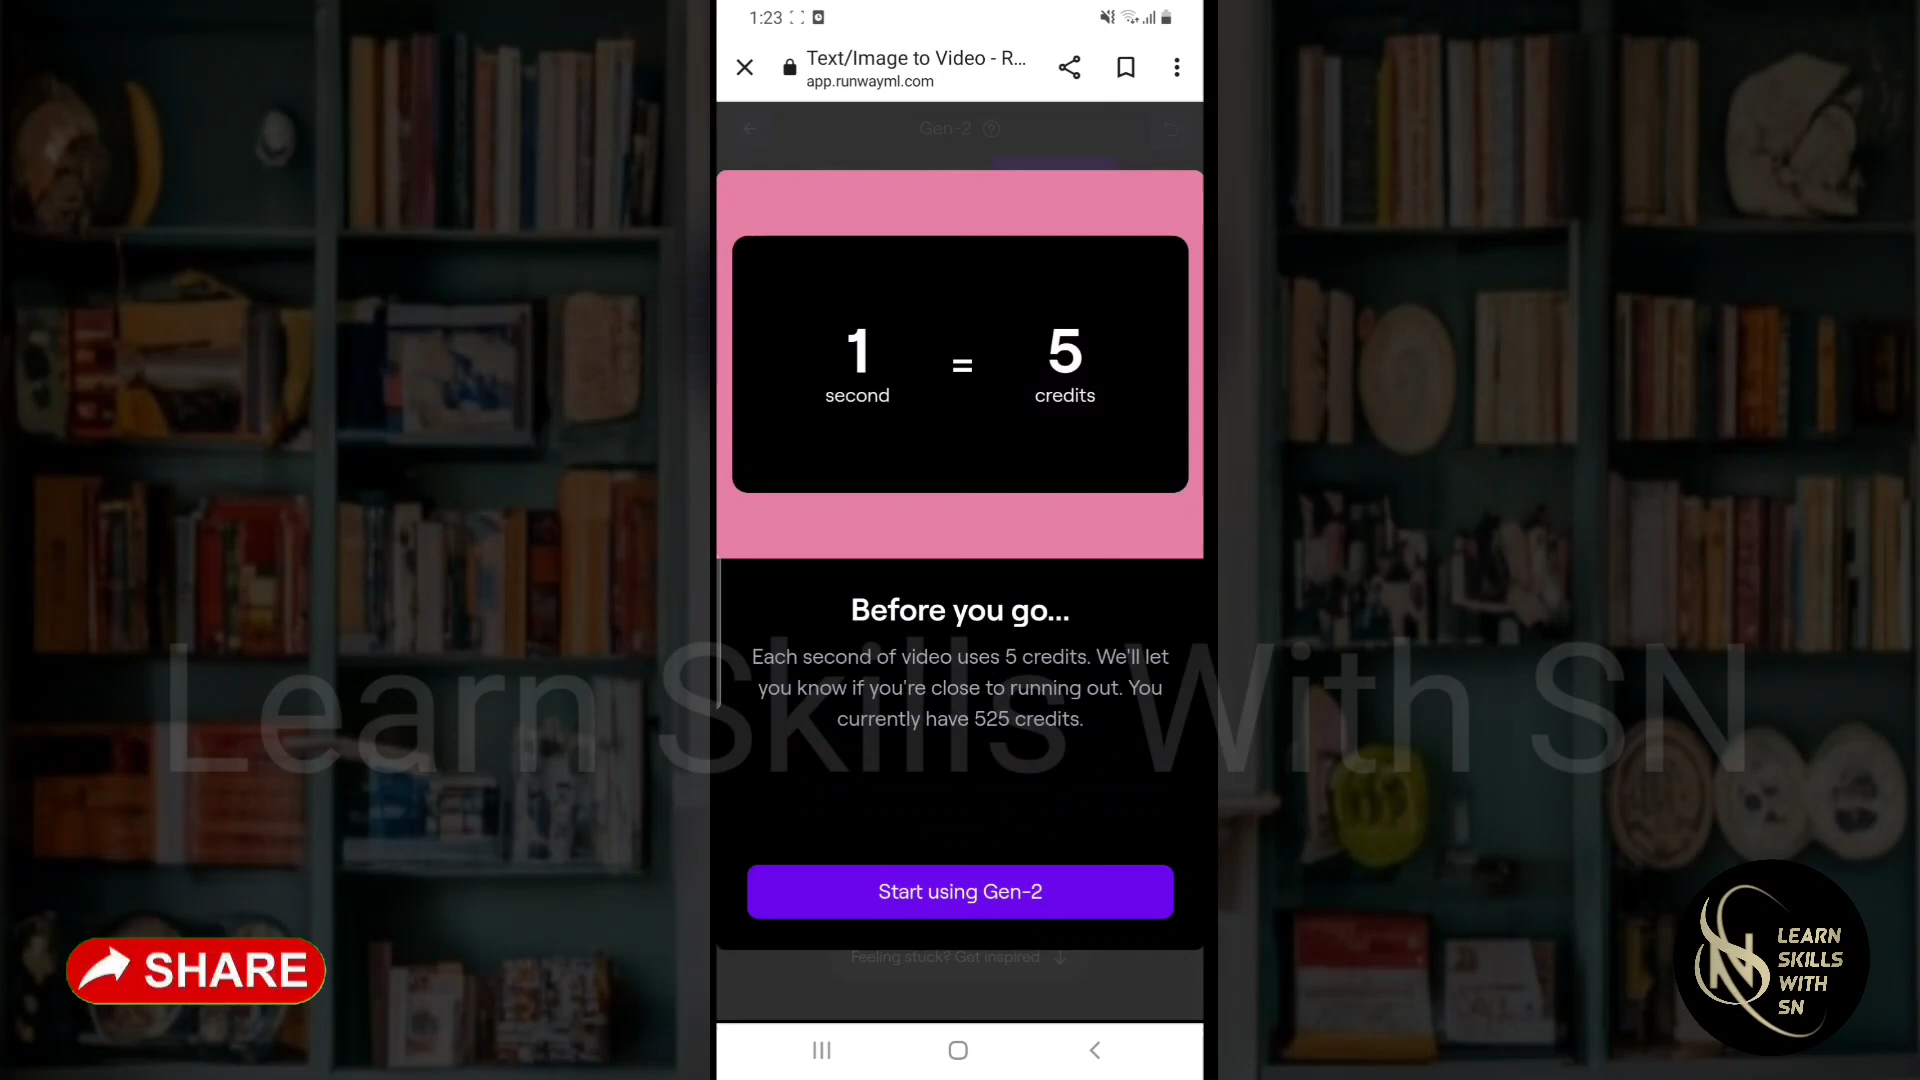 1:23
Text/Image to Video - R...
app.runwayml.com
Gen-2
1 = 5
second credits
Before you go...
Each second of video uses 5 credits. We'll let
you know if you're close to running out. You
currently have 525 credits.
Learn Skills With SN
Start using Gen-2
Feeling stuck? Get inspired
SHARE
LEARN
SKILLS
WITH
SN